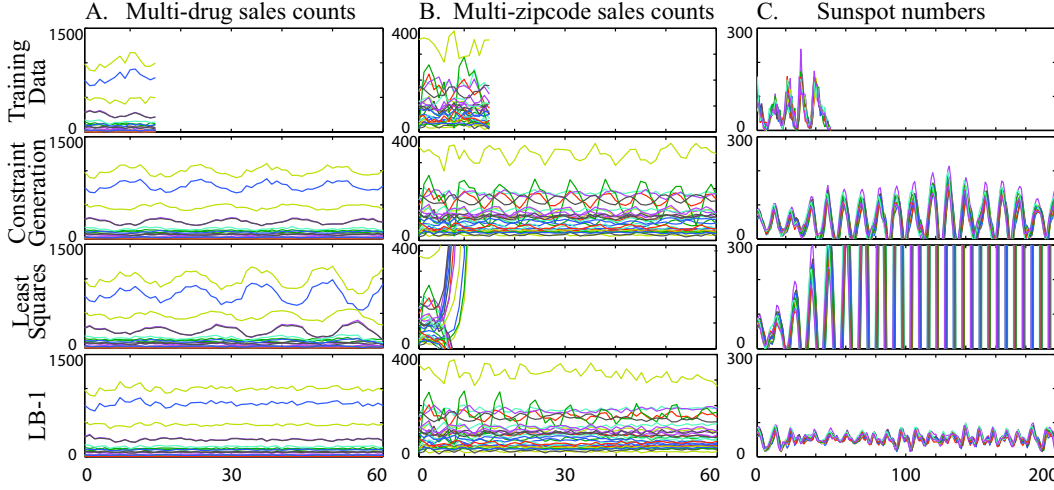 A. Multi-drug sales counts
B. Multi-zipcode sales counts
C. Sunspot numbers
Training
Data
1500
0
400
0
300
0
Constraint
Generation
1500
0
400
0
300
0
Least
Squares
1500
0
400
0
300
0
LB-1
1500
0
400
0
300
0
0 30 60
0 30 60
0 100 200